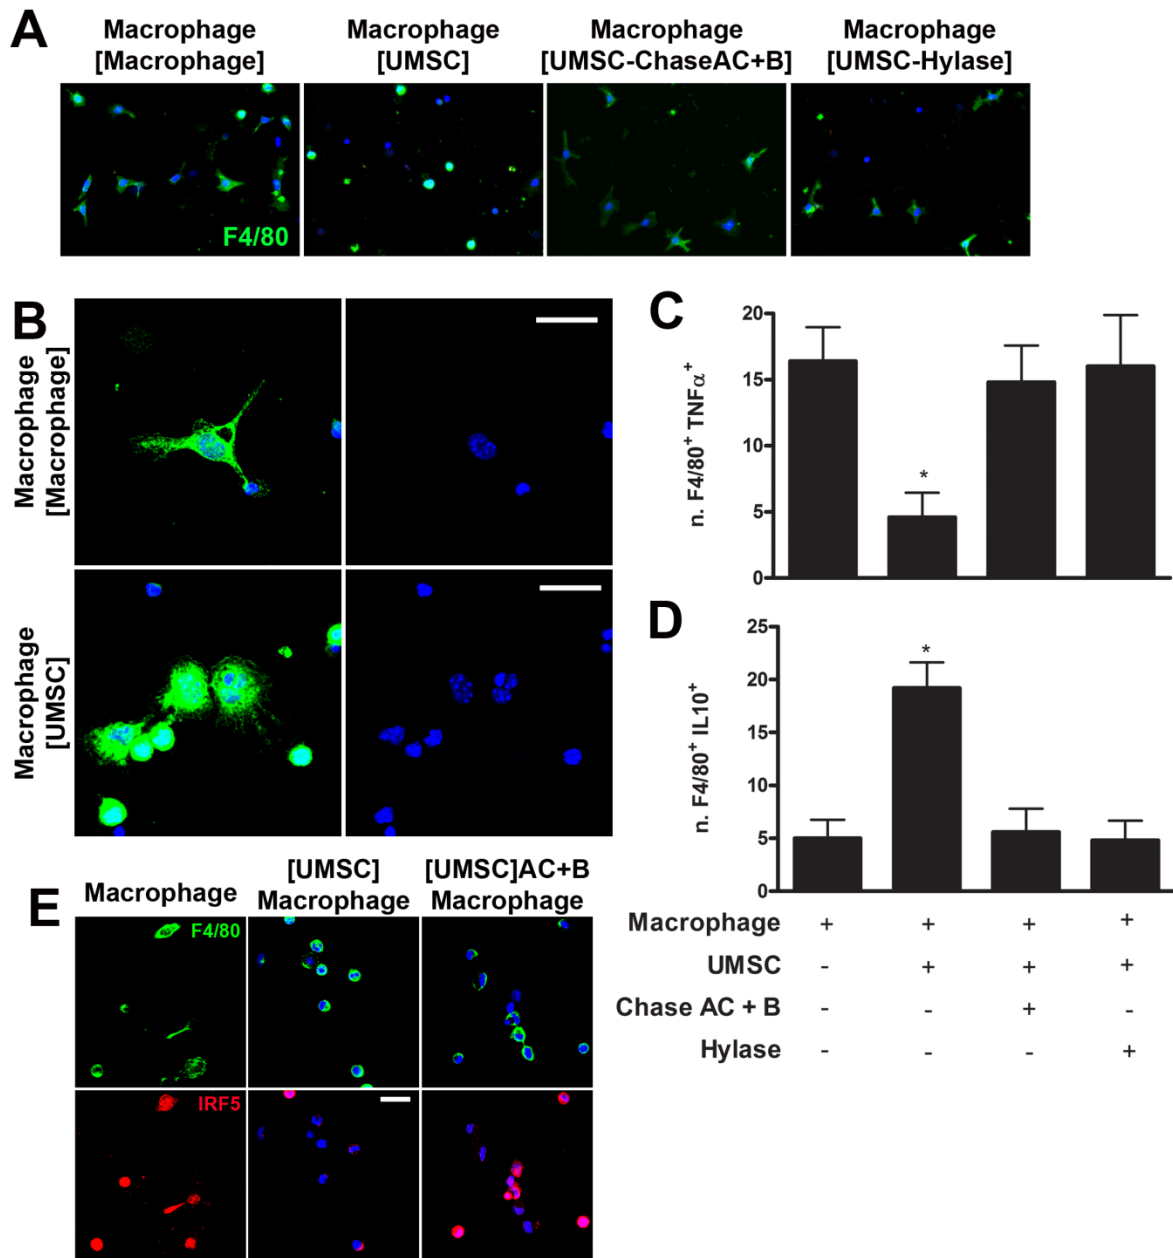 A
Macrophage
[Macrophage]
Macrophage
[UMSC]
Macrophage
[UMSC-ChaseAC+B]
Macrophage
[UMSC-Hylase]
F4/80
B
Macrophage
[Macrophage]
Macrophage
[UMSC]
C
n. F4/80⁺ TNFα⁺
20
15
10
5
0
*
D
n. F4/80⁺ IL10⁺
25
20
15
10
5
0
*
Macrophage + + + +
UMSC - + + +
Chase AC + B - - + -
Hylase - - - +
E
Macrophage
[UMSC]
Macrophage
[UMSC]AC+B
Macrophage
F4/80
IRF5